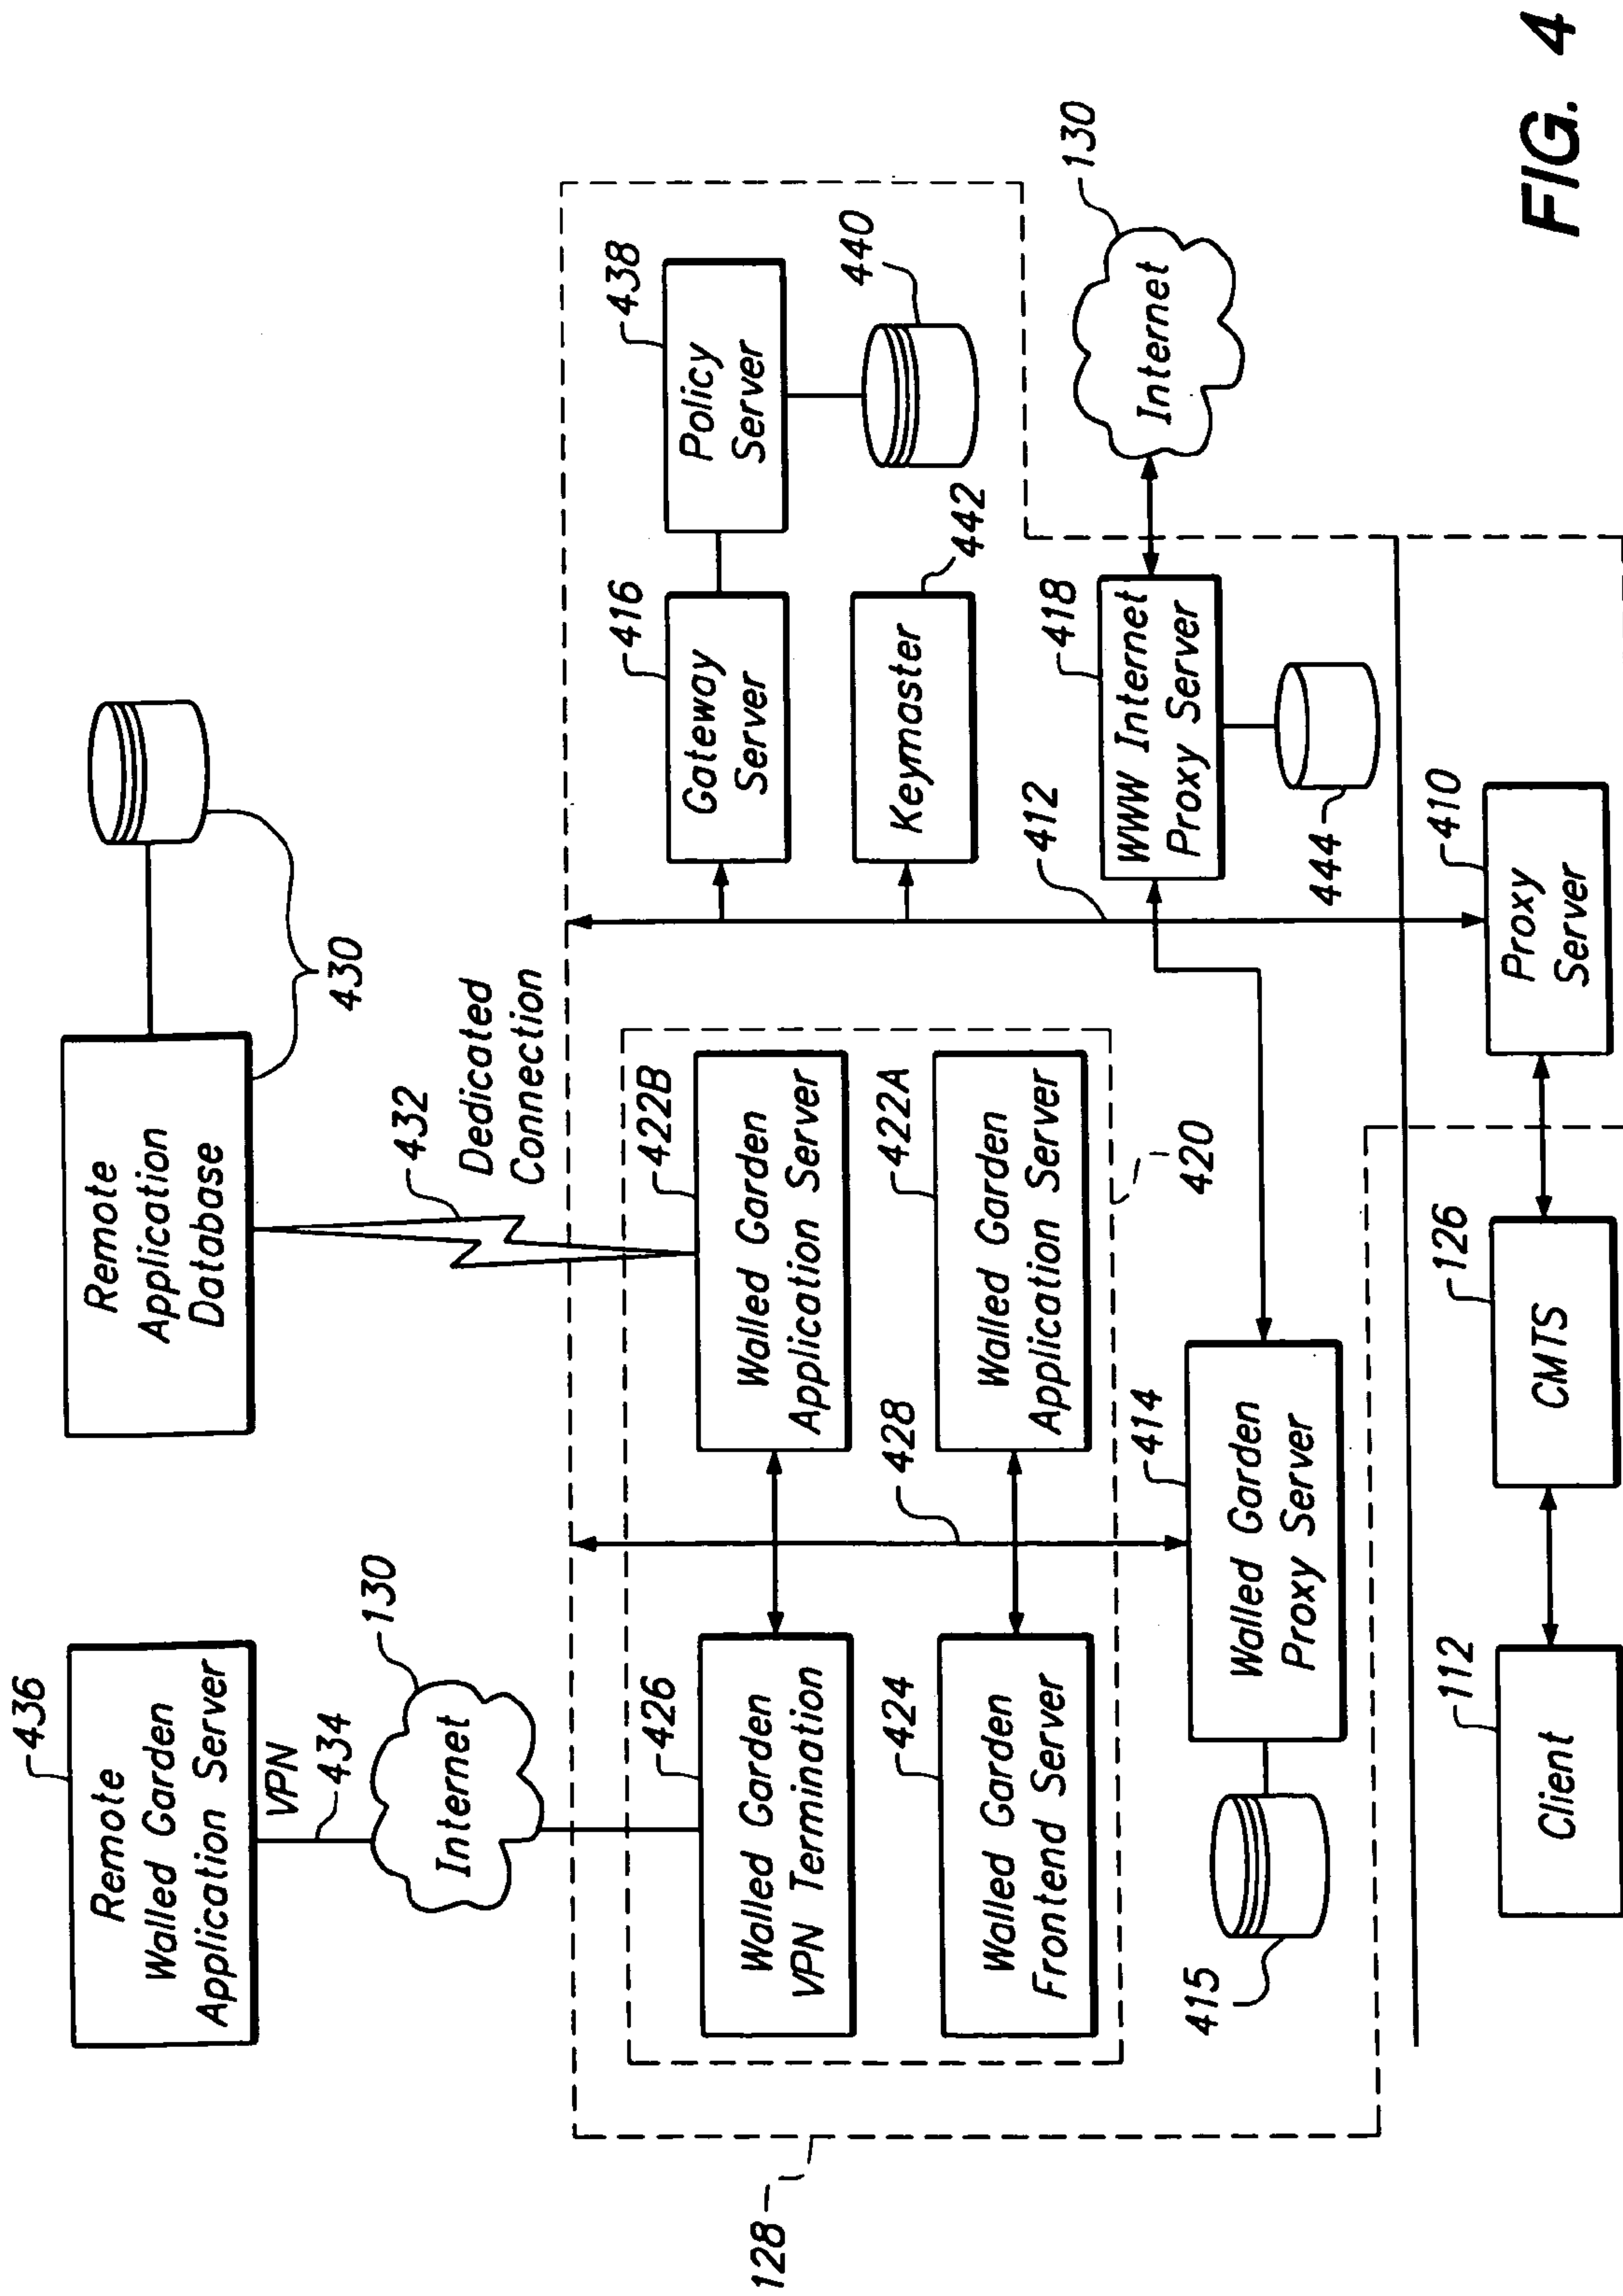 436
Remote
Walled Garden
Application Server
VPN
434
130
Internet
Remote
Application
Database
430
432
Dedicated
Connection
426
Walled Garden
VPN Termination
422B
Walled Garden
Application Server
428
424
Walled Garden
Frontend Server
422A
Walled Garden
Application Server
420
416
Gateway
Server
438
Policy
Server
440
Keymaster
442
412
418
WWW Internet
Proxy Server
444
130
Internet
414
Walled Garden
Proxy Server
415
128
112
Client
126
CMTS
410
Proxy
Server
FIG. 4